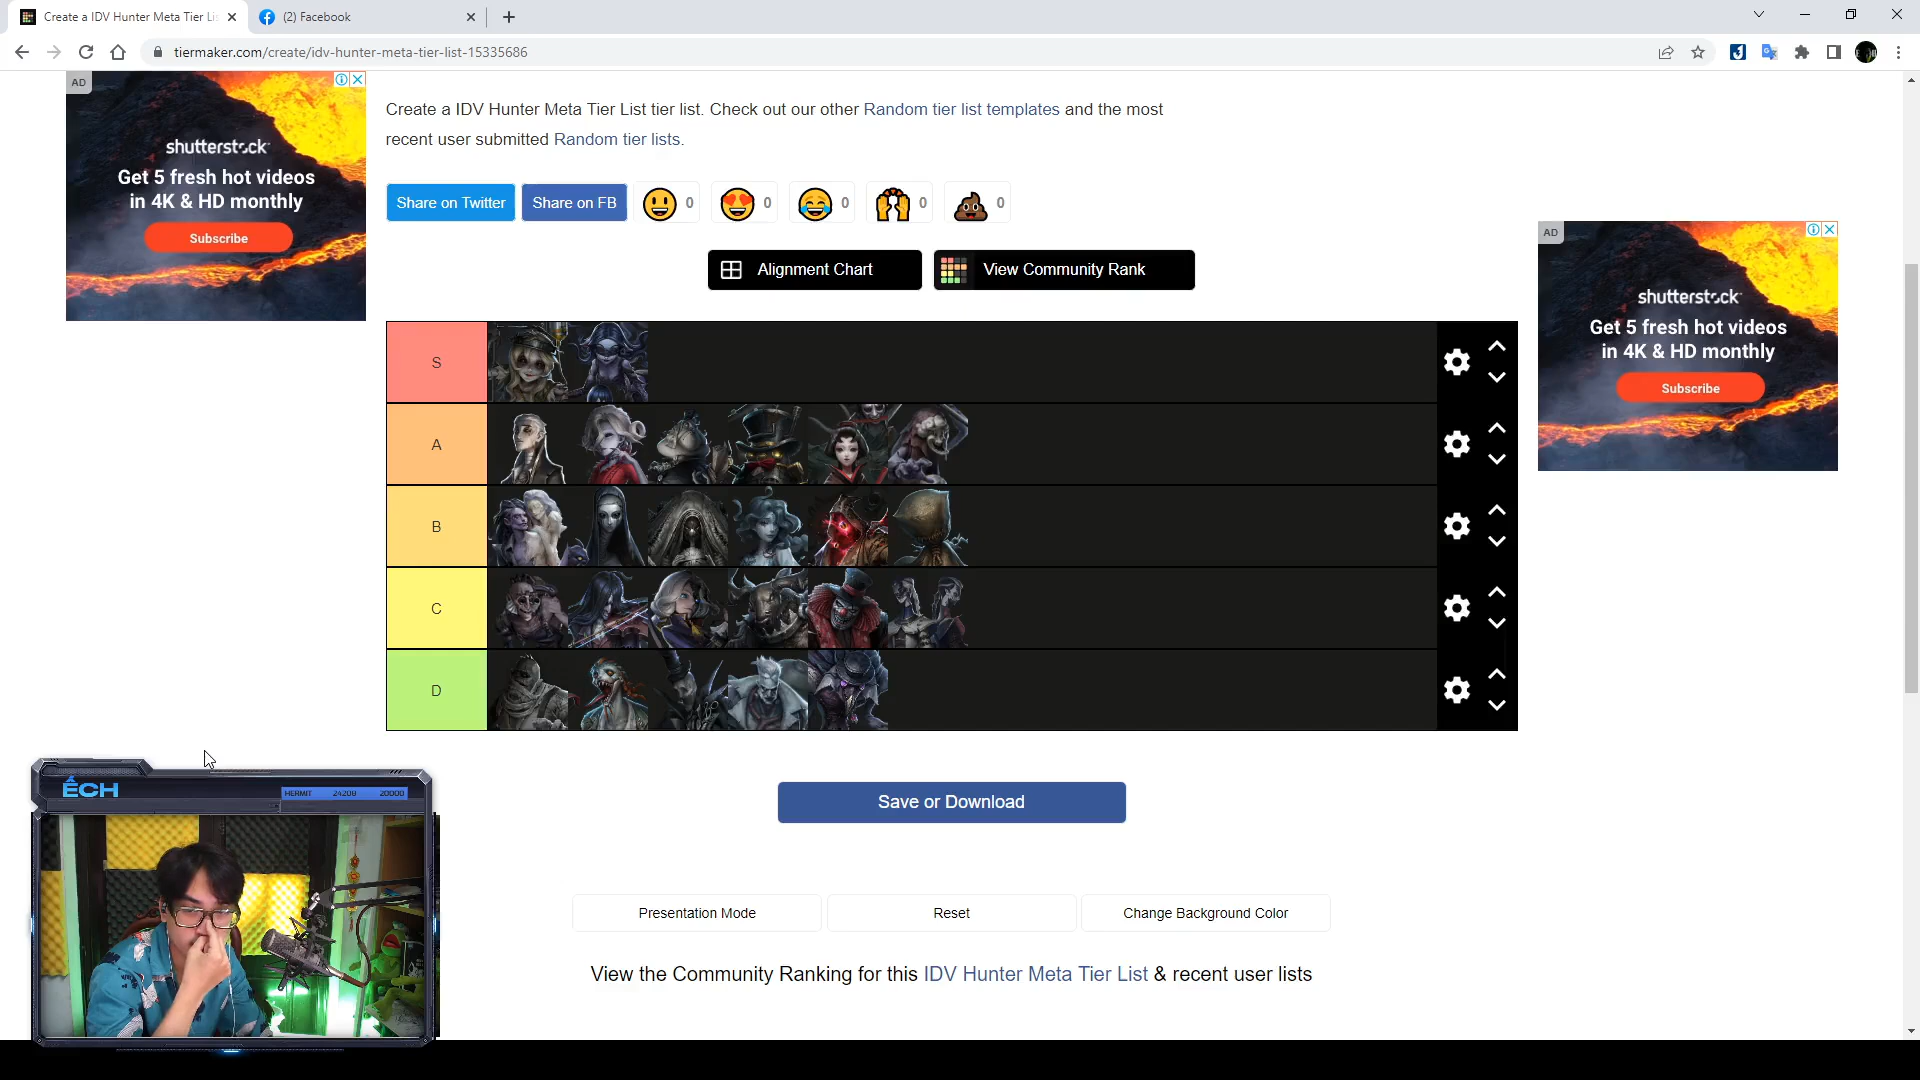 Create a IDV Hunter Meta Tier Li
(2) Facebook
tiermaker.com/create/idv-hunter-meta-tier-list-15335686
AD
shutterstock
Get 5 fresh hot videos
in 4K & HD monthly
Subscribe
Create a IDV Hunter Meta Tier List tier list. Check out our other Random tier list templates and the most
recent user submitted Random tier lists.
Share on Twitter
Share on FB
0
0
0
0
0
Alignment Chart
View Community Rank
AD
shutterstock
Get 5 fresh hot videos
in 4K & HD monthly
Subscribe
S
A
B
C
D
Save or Download
Presentation Mode
Reset
Change Background Color
View the Community Ranking for this IDV Hunter Meta Tier List & recent user lists
ẾCH
HERMIT 24209 20000